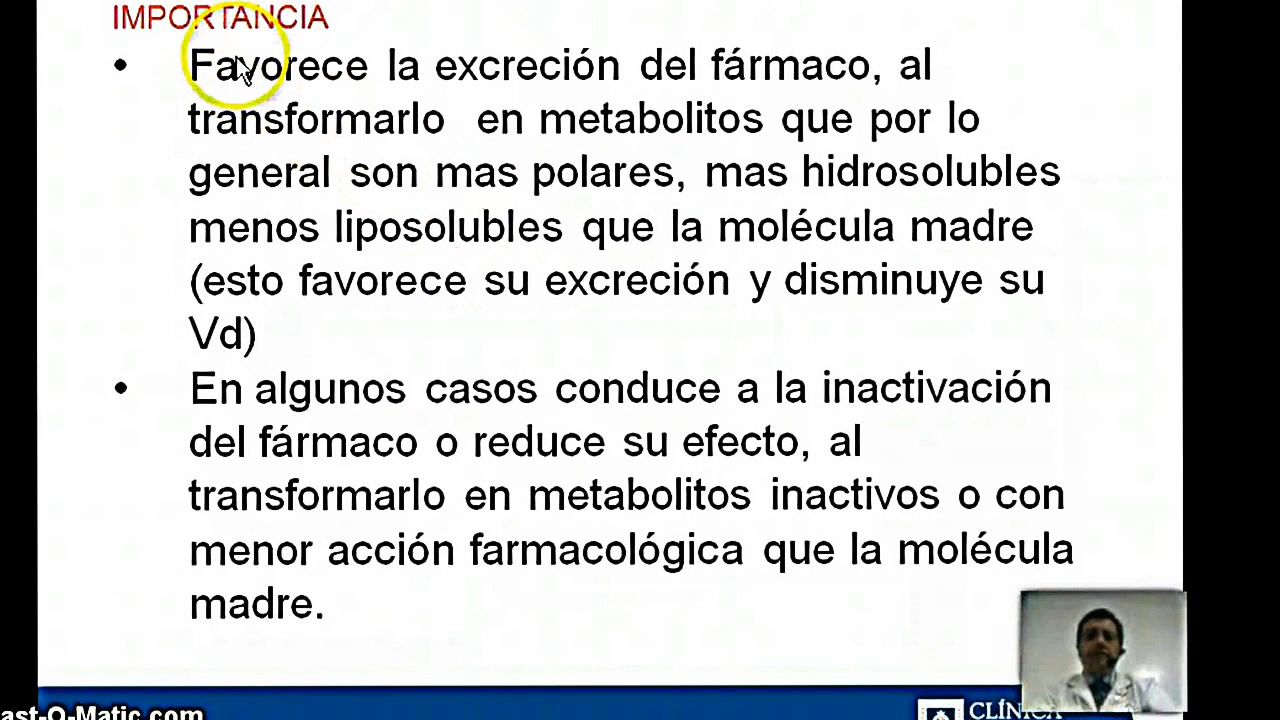 IMPORTANCIA
• Favorece la excreción del fármaco, al
transformarlo en metabolitos que por lo
general son mas polares, mas hidrosolubles
menos liposolubles que la molécula madre
(esto favorece su excreción y disminuye su
Vd)
• En algunos casos conduce a la inactivación
del fármaco o reduce su efecto, al
transformarlo en metabolitos inactivos o con
menor acción farmacológica que la molécula
madre.
ast-O-Matic.com
CLÍNICA